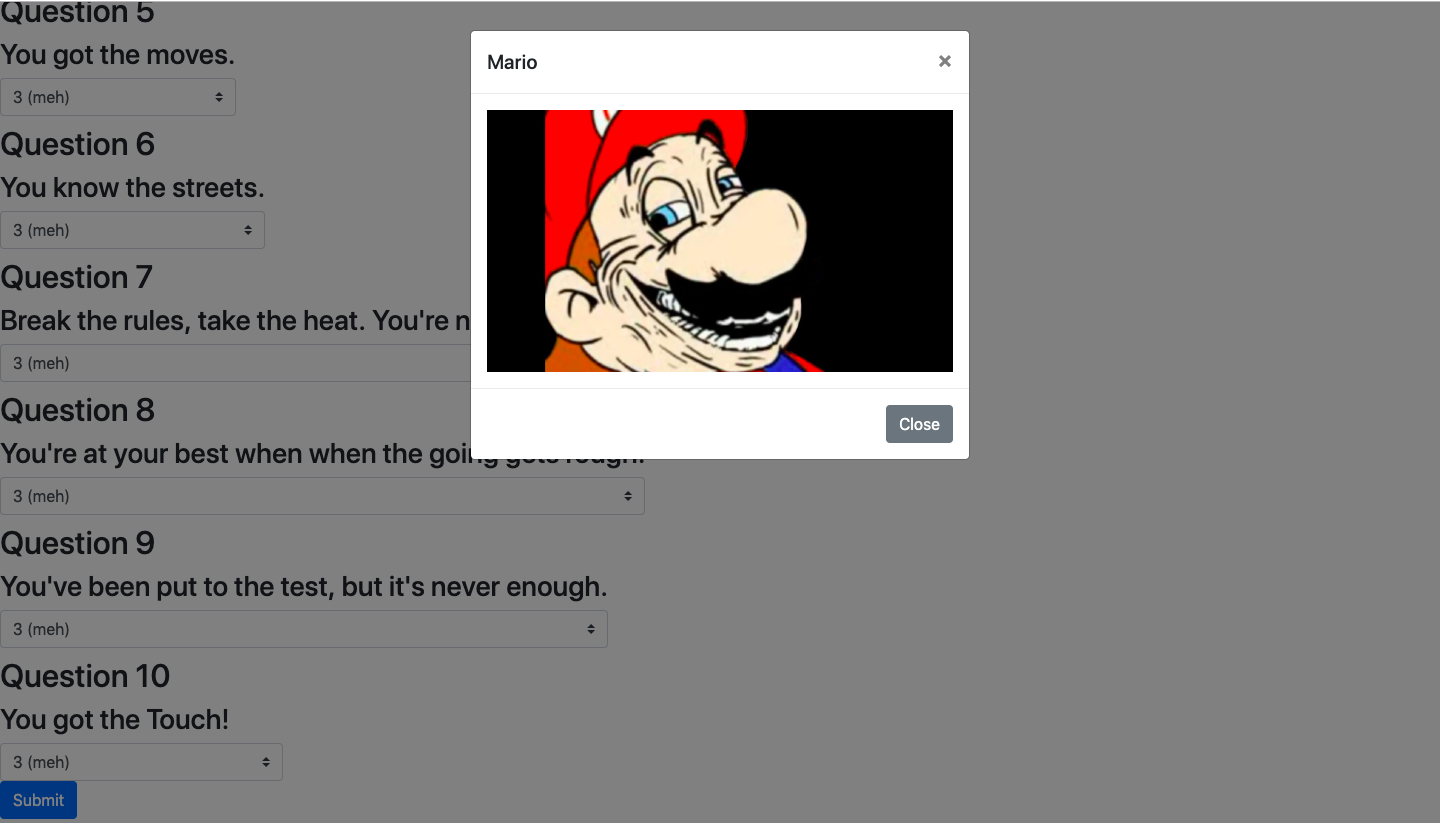 Question 5
You got the moves.
3 (meh)
Question 6
You know the streets.
3 (meh)
Question 7
Break the rules, take the heat. You're n
3 (meh)
Question 8
You're at your best when when the going gets rough.
3 (meh)
Question 9
You've been put to the test, but it's never enough.
3 (meh)
Question 10
You got the Touch!
3 (meh)
Submit
Mario
×
Close